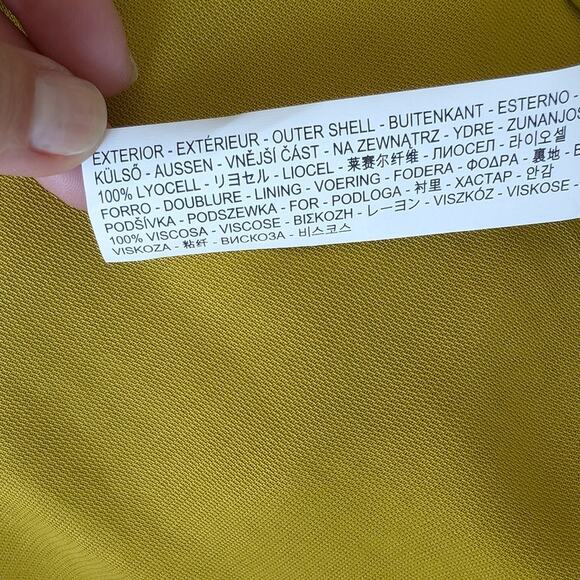 EXTERIOR - EXTÉRIEUR - OUTER SHELL - BUITENKANT - ESTERNO -
KÜLSŐ - AUSSEN - VNĚJŠÍ ČÁST - NA ZEWNĄTRZ - YDRE - ZUNANJOS
100% LYOCELL - リヨセル - LIOCEL - 莱赛尔纤维 - ЛИОСЕЛ - 라이오셀
FORRO - DOUBLURE - LINING - VOERING - FODERA - ΦΟΔΡΑ - 裏地 - B
PODŠÍVKA - PODSZEWKA - FOR - PODLOGA - 衬里 - ХАСТАР - 안감
100% VISCOSA - VISCOSE - ΒΙΣΚΟΖΗ - レーヨン - VISZKÓZ - VISKOSE -
VISKOZA - 粘纤 - ВИСКОЗА - 비스코스